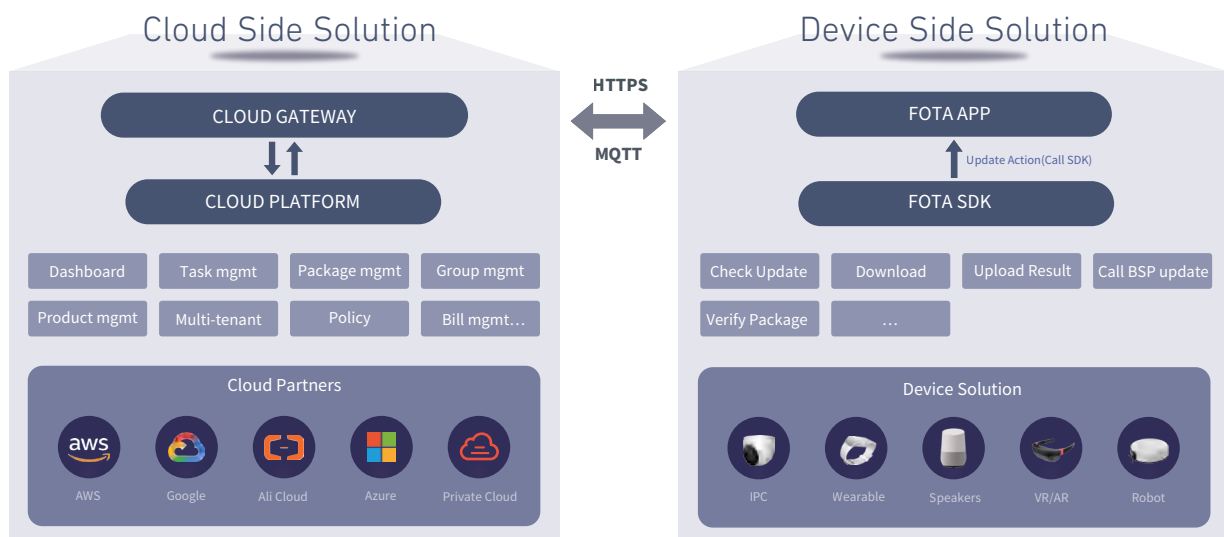 Cloud Side Solution
CLOUD GATEWAY
CLOUD PLATFORM
Dashboard
Task mgmt
Package mgmt
Group mgmt
Product mgmt
Multi-tenant
Policy
Bill mgmt...
Cloud Partners
aws
AWS
Google
Ali Cloud
Azure
Private Cloud
HTTPS
MQTT
Device Side Solution
FOTA APP
Update Action(Call SDK)
FOTA SDK
Check Update
Download
Upload Result
Call BSP update
Verify Package
...
Device Solution
IPC
Wearable
Speakers
VR/AR
Robot